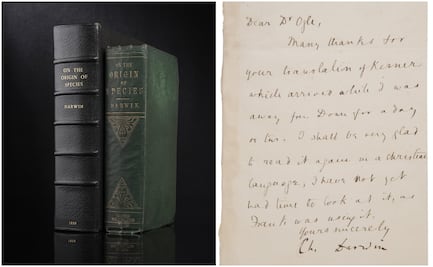 ON THE
ORIGIN OF
SPECIES
DARWIN
1859
ON THE
ORIGIN
OF
SPECIES
DARWIN
Dear Dr Ogle,
Many thanks for
your translation of Kerner
which arrived while I was
away from Down for a day
or two. I shall be very glad
to read it again in a christian
language, I have not yet
had time to look at it, as
Frank was using it.
Yours sincerely
Ch. Darwin